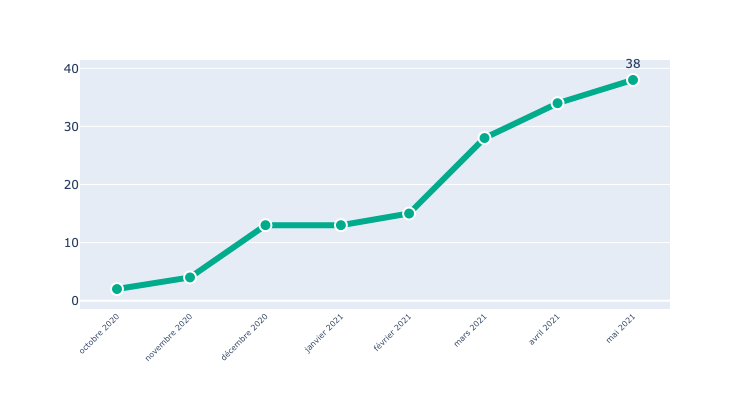 38
40
30
20
10
0
octobre 2020
novembre 2020
décembre 2020
janvier 2021
février 2021
mars 2021
avril 2021
mai 2021